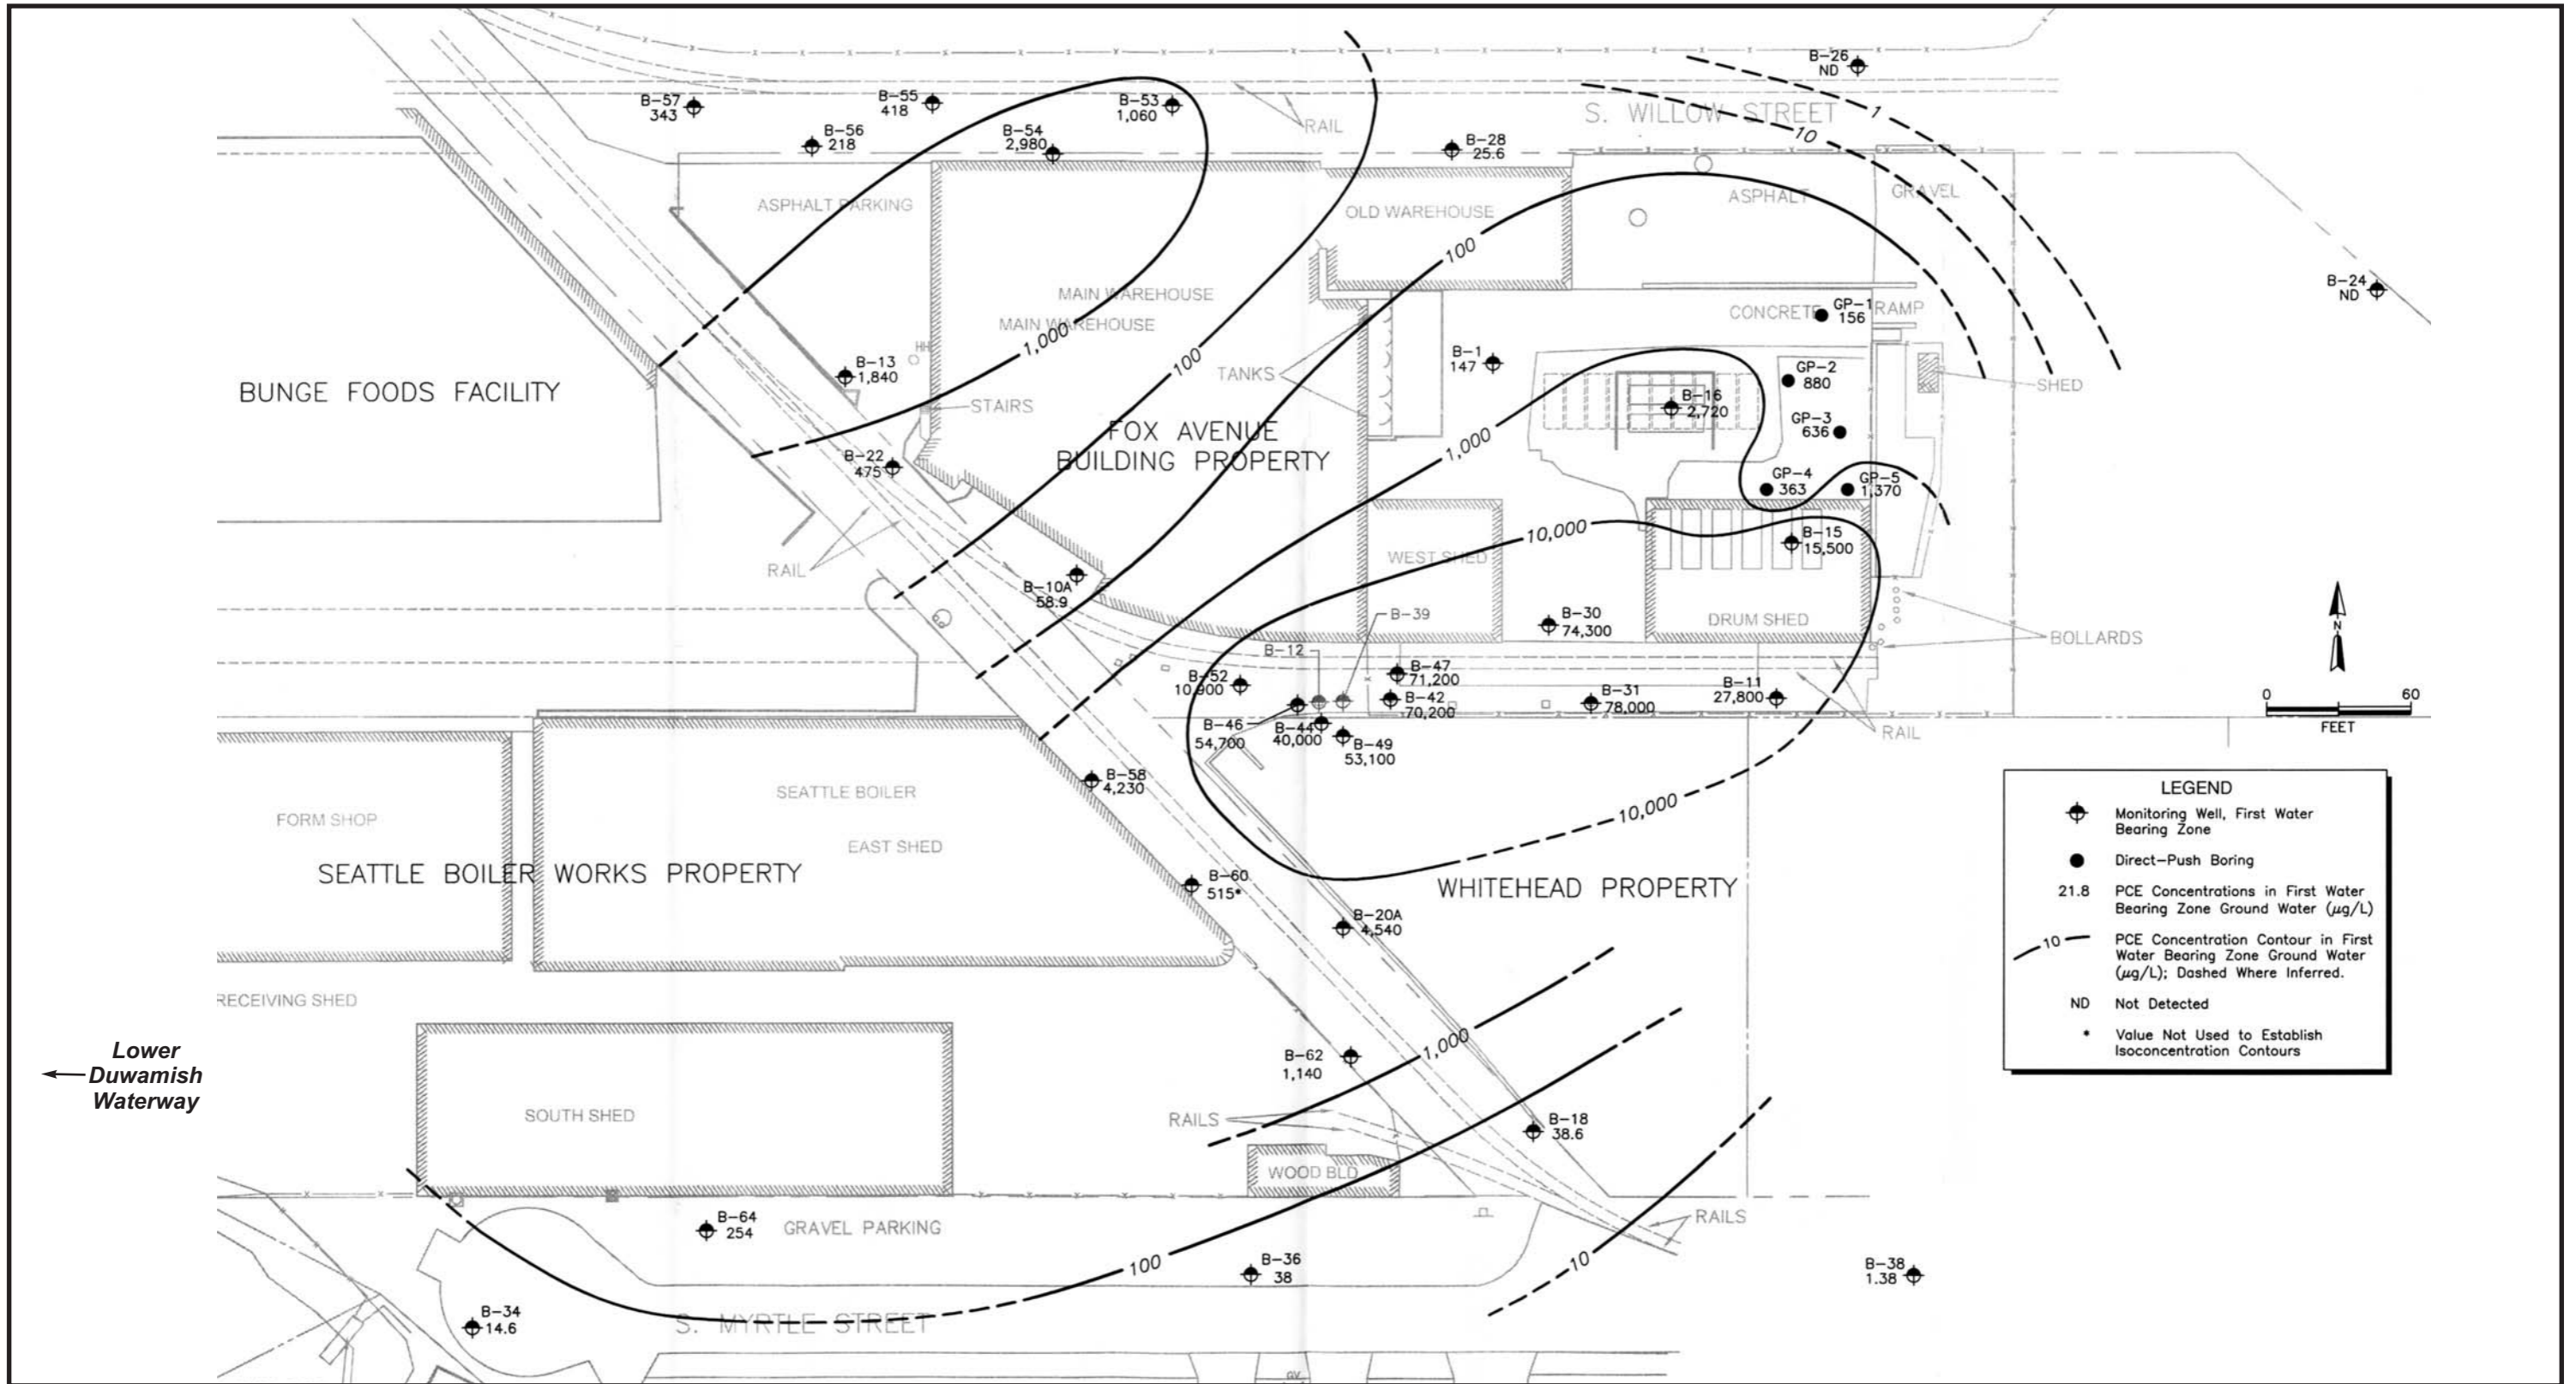 B-26
ND
B-57
343
B-55
418
B-53
1,060
B-56
218
B-54
2,980
RAIL
B-28
25.6
S. WILLOW STREET
1
10
ASPHALT PARKING
OLD WAREHOUSE
ASPHALT
GRAVEL
100
B-24
ND
MAIN WAREHOUSE
MAIN WAREHOUSE
CONCRETE RAMP
GP-1
156
1,000
HH
B-13
1,840
100
TANKS
B-1
147
GP-2
880
SHED
BUNGE FOODS FACILITY
STAIRS
B-16
2,720
GP-3
636
FOX AVENUE
BUILDING PROPERTY
1,000
B-22
475
GP-4
363
GP-5
1,370
10,000
B-15
15,500
WEST SHED
RAIL
B-10A
58.9
B-39
B-30
74,300
DRUM SHED
BOLLARDS
N
B-12
B-52
10,900
B-47
71,200
B-42
70,200
B-31
78,000
B-11
27,800
0 60
FEET
B-46
54,700
B-44
40,000
B-49
53,100
RAIL
B-58
4,230
SEATTLE BOILER
EAST SHED
FORM SHOP
10,000
SEATTLE BOILER WORKS PROPERTY
B-60
515*
WHITEHEAD PROPERTY
B-20A
4,540
LEGEND
Monitoring Well, First Water
Bearing Zone
Direct-Push Boring
21.8 PCE Concentrations in First Water
Bearing Zone Ground Water (µg/L)
10 PCE Concentration Contour in First
Water Bearing Zone Ground Water
(µg/L); Dashed Where Inferred.
ND Not Detected
* Value Not Used to Establish
Isoconcentration Contours
RECEIVING SHED
Lower
Duwamish
Waterway
1,000
B-62
1,140
SOUTH SHED
RAILS
B-18
38.6
WOOD BLD
B-64
254
GRAVEL PARKING
RAILS
100
B-36
38
10
B-38
1.38
B-34
14.6
S. MYRTLE STREET
GV